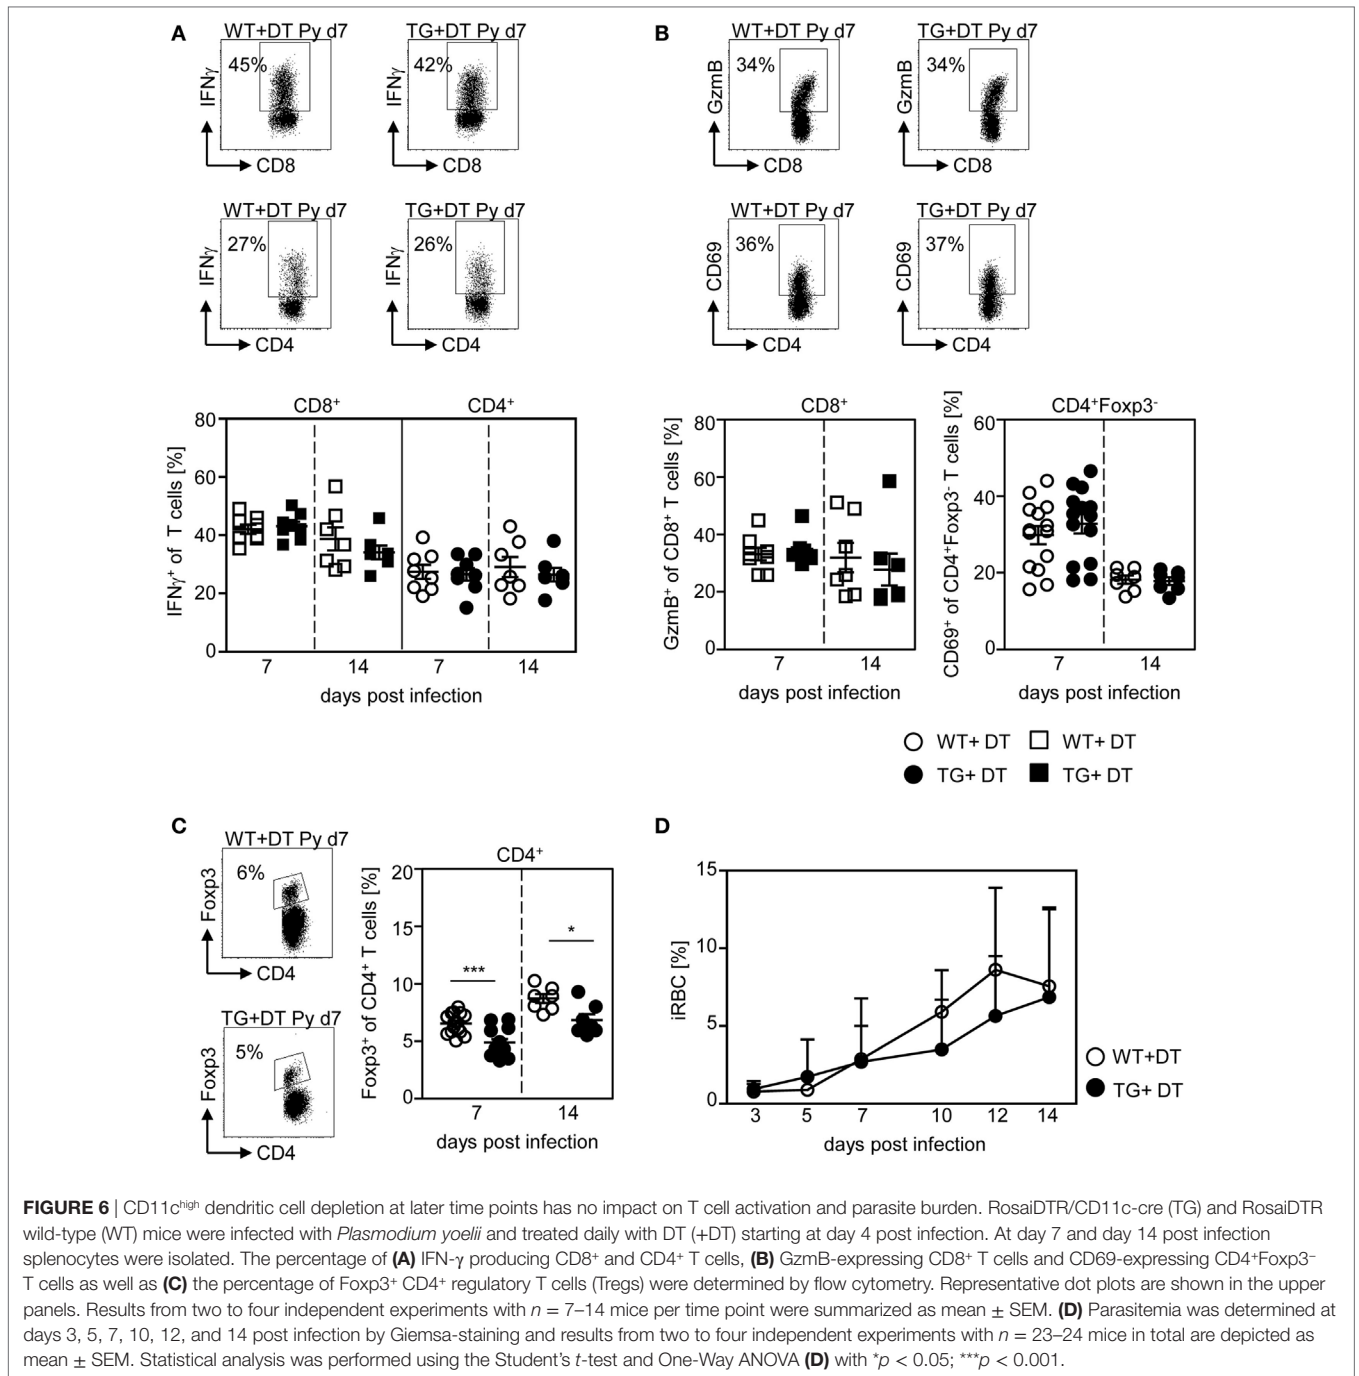 A
WT+DT Py d7
TG+DT Py d7
45%
42%
IFNγ
IFNγ
CD8
CD8
WT+DT Py d7
TG+DT Py d7
27%
26%
IFNγ
IFNγ
CD4
CD4
CD8⁺
CD4⁺
IFNγ⁺ of T cells [%]
80
60
40
20
0
7
14
7
14
days post infection
B
WT+DT Py d7
TG+DT Py d7
34%
34%
GzmB
GzmB
CD8
CD8
WT+DT Py d7
TG+DT Py d7
36%
37%
CD69
CD69
CD4
CD4
CD8⁺
GzmB⁺ of CD8⁺ T cells [%]
80
60
40
20
0
7
14
days post infection
CD4⁺Foxp3⁻
CD69⁺ of CD4⁺Foxp3⁻ T cells [%]
60
40
20
0
7
14
days post infection
WT+ DT
WT+ DT
TG+ DT
TG+ DT
C
WT+DT Py d7
6%
Foxp3
CD4
TG+DT Py d7
5%
Foxp3
CD4
CD4⁺
Foxp3⁺ of CD4⁺ T cells [%]
20
15
10
5
0
***
*
7
14
days post infection
D
iRBC [%]
15
10
5
0
3
5
7
10
12
14
days post infection
WT+DT
TG+ DT
FIGURE 6 | CD11cʰⁱᵍʰ dendritic cell depletion at later time points has no impact on T cell activation and parasite burden. RosaiDTR/CD11c-cre (TG) and RosaiDTR
wild-type (WT) mice were infected with Plasmodium yoelii and treated daily with DT (+DT) starting at day 4 post infection. At day 7 and day 14 post infection
splenocytes were isolated. The percentage of (A) IFN-γ producing CD8⁺ and CD4⁺ T cells, (B) GzmB-expressing CD8⁺ T cells and CD69-expressing CD4⁺Foxp3⁻
T cells as well as (C) the percentage of Foxp3⁺ CD4⁺ regulatory T cells (Tregs) were determined by flow cytometry. Representative dot plots are shown in the upper
panels. Results from two to four independent experiments with n = 7–14 mice per time point were summarized as mean ± SEM. (D) Parasitemia was determined at
days 3, 5, 7, 10, 12, and 14 post infection by Giemsa-staining and results from two to four independent experiments with n = 23–24 mice in total are depicted as
mean ± SEM. Statistical analysis was performed using the Student's t-test and One-Way ANOVA (D) with *p < 0.05; ***p < 0.001.